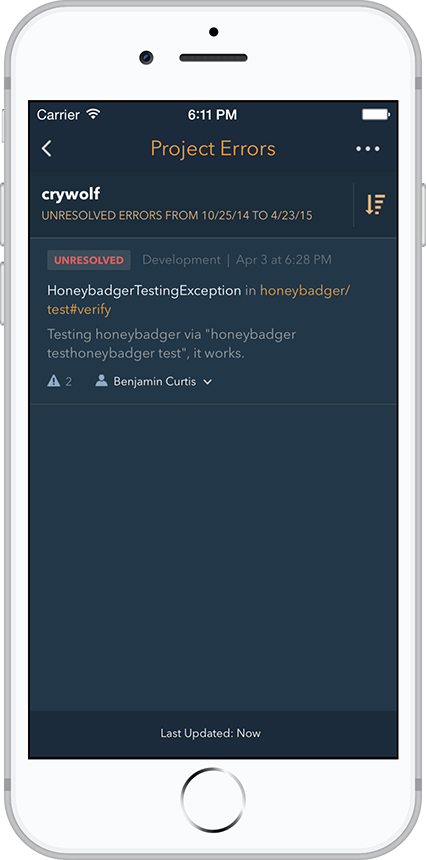 Carrier 6:11 PM
Project Errors
crywolf
UNRESOLVED ERRORS FROM 10/25/14 TO 4/23/15
UNRESOLVED Development | Apr 3 at 6:28 PM
HoneybadgerTestingException in honeybadger/
test#verify
Testing honeybadger via "honeybadger
testhoneybadger test", it works.
2 Benjamin Curtis
Last Updated: Now